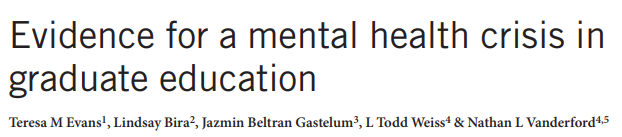 Evidence for a mental health crisis in
graduate education
Teresa M Evans¹, Lindsay Bira², Jazmin Beltran Gastelum³, L Todd Weiss⁴ & Nathan L Vanderford⁴,⁵